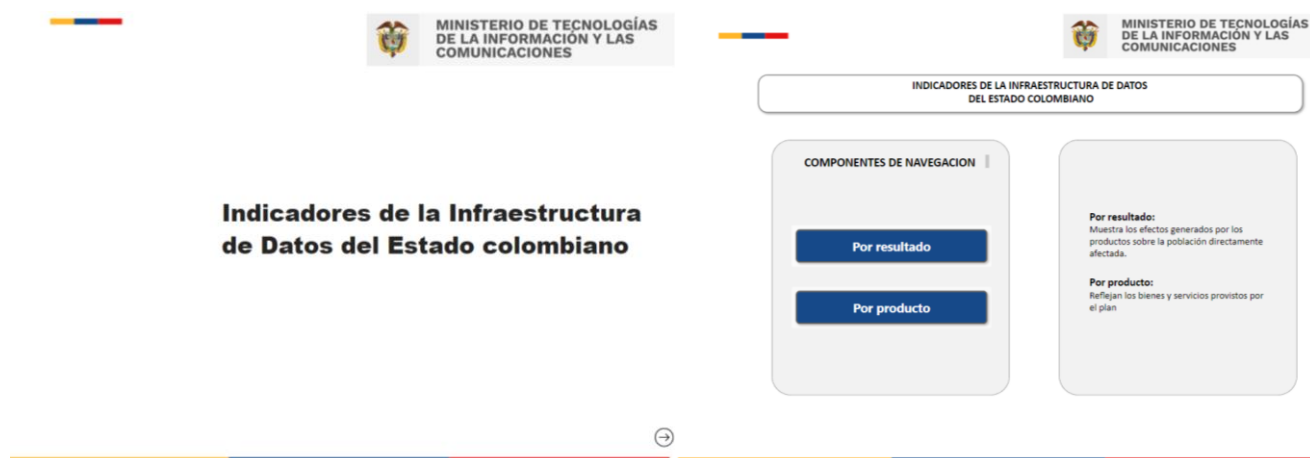 MINISTERIO DE TECNOLOGÍAS
DE LA INFORMACIÓN Y LAS
COMUNICACIONES
Indicadores de la Infraestructura
de Datos del Estado colombiano
MINISTERIO DE TECNOLOGÍAS
DE LA INFORMACIÓN Y LAS
COMUNICACIONES
INDICADORES DE LA INFRAESTRUCTURA DE DATOS
DEL ESTADO COLOMBIANO
COMPONENTES DE NAVEGACION
Por resultado
Por producto
Por resultado:
Muestra los efectos generados por los
productos sobre la población directamente
afectada.
Por producto:
Reflejan los bienes y servicios provistos por
el plan